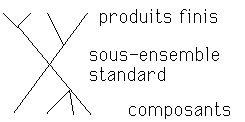 produits finis
sous-ensemble
standard
composants